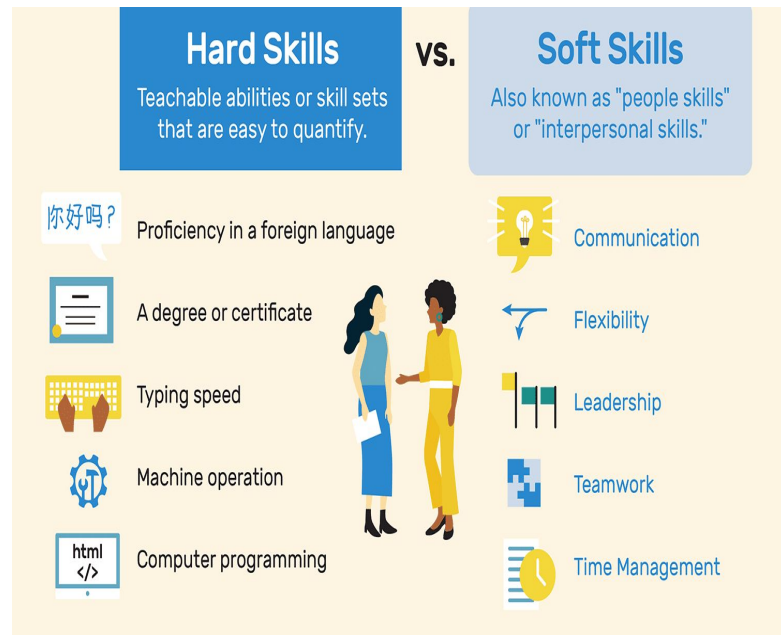 Hard Skills
vs.
Soft Skills
Teachable abilities or skill sets
that are easy to quantify.
Also known as "people skills"
or "interpersonal skills."
你好吗?
Proficiency in a foreign language
A degree or certificate
Typing speed
Machine operation
html
</>
Computer programming
Communication
Flexibility
Leadership
Teamwork
Time Management